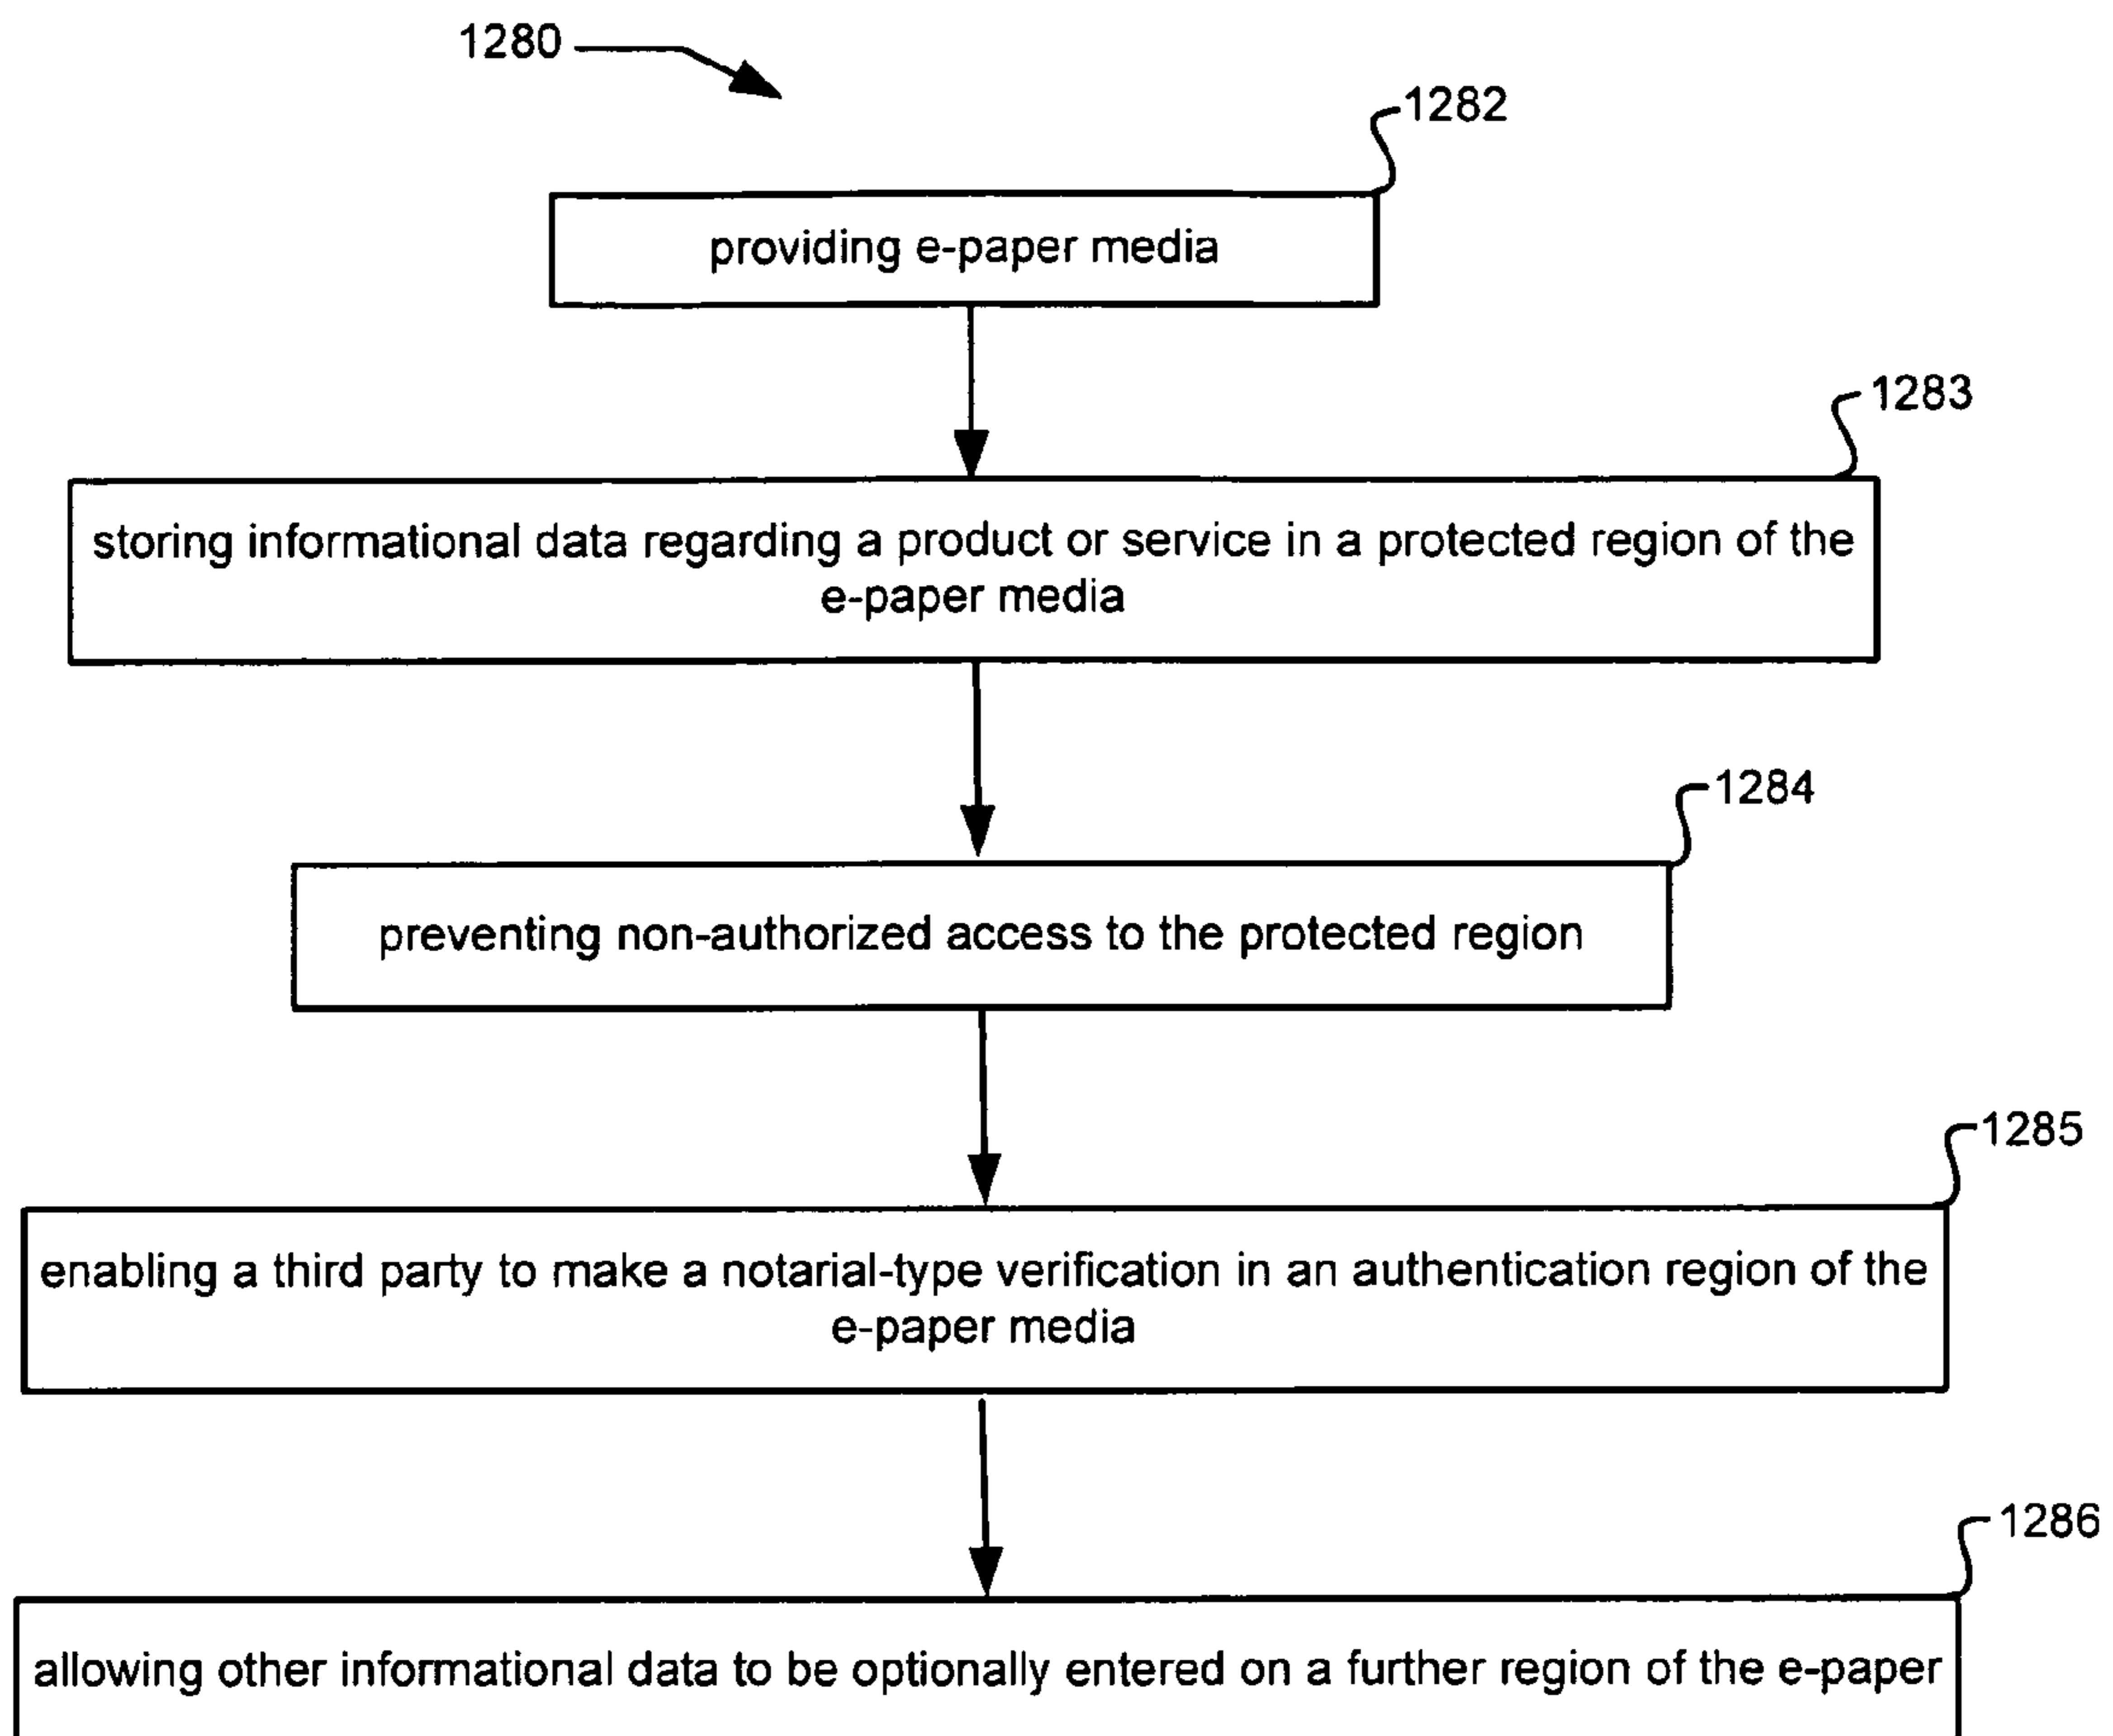 1280
1282
providing e-paper media
1283
storing informational data regarding a product or service in a protected region of the
e-paper media
1284
preventing non-authorized access to the protected region
1285
enabling a third party to make a notarial-type verification in an authentication region of the
e-paper media
1286
allowing other informational data to be optionally entered on a further region of the e-paper